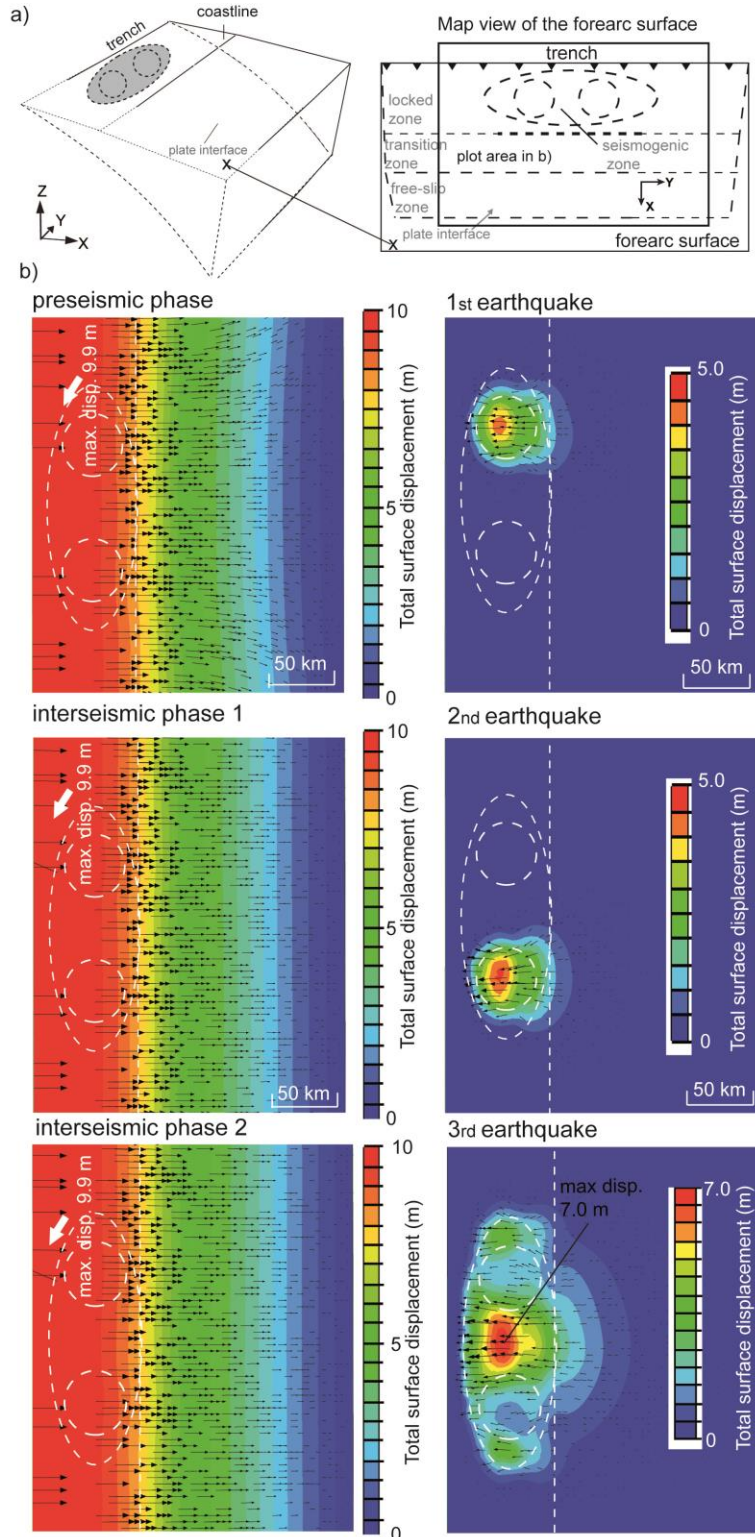 a)
coastline
trench
plate interface
X
Z
Y
X
Map view of the forearc surface
trench
locked
zone
transition
zone
plot area in b)
seismogenic
zone
free-slip
zone
Y
X
plate interface
X
forearc surface
b)
preseismic phase
max. disp. 9.9 m
50 km
10
5
0
Total surface displacement (m)
1st earthquake
5.0
0
Total surface displacement (m)
50 km
interseismic phase 1
max. disp. 9.9 m
50 km
10
5
0
Total surface displacement (m)
2nd earthquake
5.0
0
Total surface displacement (m)
50 km
interseismic phase 2
max. disp. 9.9 m
10
5
0
Total surface displacement (m)
3rd earthquake
max disp.
7.0 m
7.0
0
Total surface displacement (m)